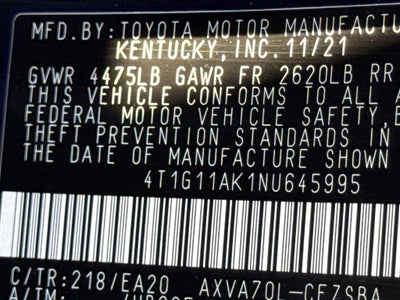 MFD. BY: TOYOTA MOTOR MANUFACTU
KENTUCKY, INC. 11/21
GVWR 4475LB GAWR FR 2620LB RR
THIS VEHICLE CONFORMS TO ALL
FEDERAL MOTOR VEHICLE SAFETY,
THEFT PREVENTION STANDARDS IN
THE DATE OF MANUFACTURE SHOWN
4T1G11AK1NU645995
C/TR:218/EA20 AXVA70L-CEZSBA
A/TM: